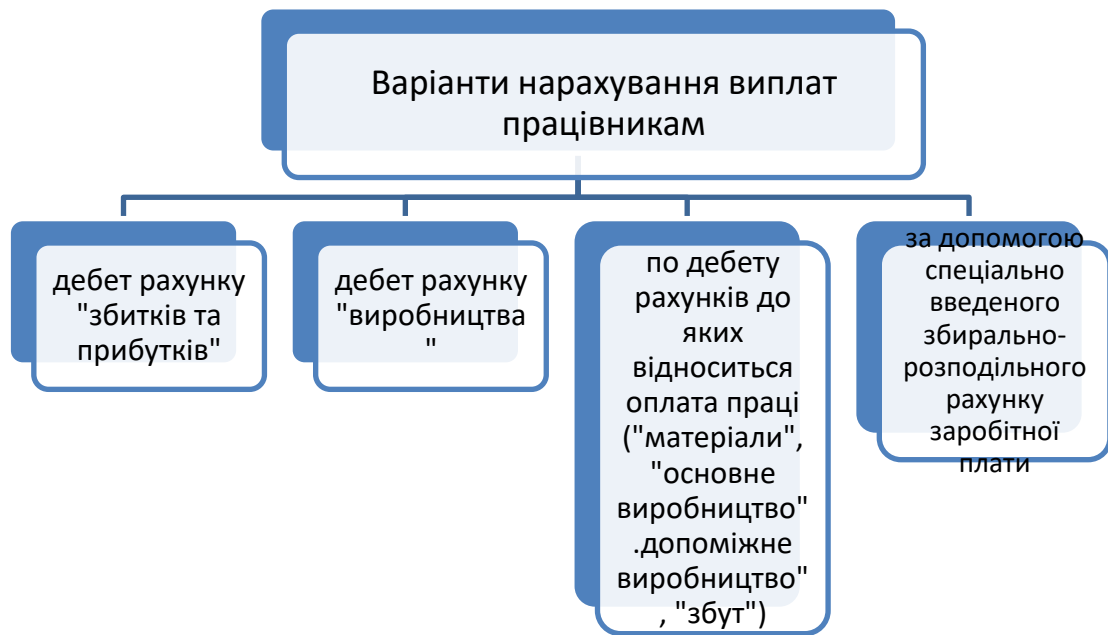 Варіанти нарахування виплат
працівникам
дебет рахунку
"збитків та
прибутків"
дебет рахунку
"виробництва
"
по дебету
рахунків до
яких
відноситься
оплата праці
("матеріали",
"основне
виробництво"
.допоміжне
виробництво"
, "збут")
за допомогою
спеціально
введеного
збирально-
розподільного
рахунку
заробітної
плати